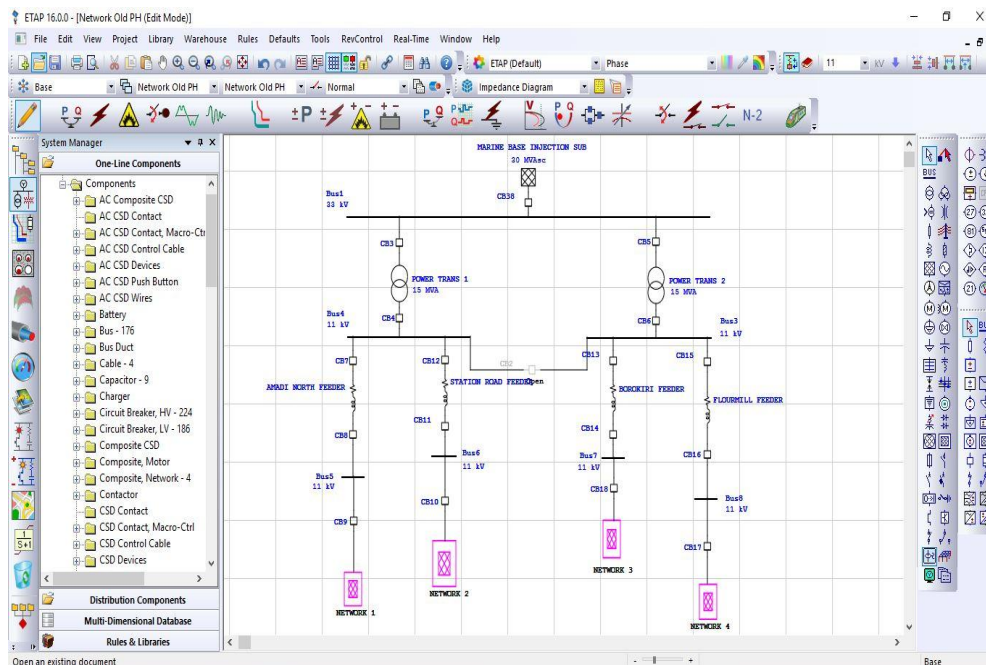 ETAP 16.0.0 - [Network Old PH (Edit Mode)]
File Edit View Project Library Warehouse Rules Defaults Tools RevControl Real-Time Window Help
ETAP (Default) Phase 11 kV
Base Network Old PH Network Old PH Normal Impedance Diagram
P Q ±P P Q Q V P Q N-2
System Manager
One-Line Components
Components
AC Composite CSD
AC CSD Contact
AC CSD Contact, Macro-Ctr
AC CSD Control Cable
AC CSD Devices
AC CSD Push Button
AC CSD Wires
Battery
Bus - 176
Bus Duct
Cable - 4
Capacitor - 9
Charger
Circuit Breaker, HV - 224
Circuit Breaker, LV - 186
Composite CSD
Composite, Motor
Composite, Network - 4
Contactor
CSD Contact
CSD Contact, Macro-Ctrl
CSD Control Cable
CSD Devices
Distribution Components
Multi-Dimensional Database
Rules & Libraries
MARINE BASE INJECTION SUB
20 MVAsc
CB38
Bus1
33 kV
CB3
CB5
POWER TRANS 1
15 MVA
POWER TRANS 2
15 MVA
CB4
CB6
Bus4
11 kV
Bus3
11 kV
CB7
CB12
CB2
Open
CB13
CB15
AMADI NORTH FEEDER
STATION ROAD FEEDER
BOROKIRI FEEDER
FLOURMILL FEEDER
CB8
CB11
CB14
CB16
Bus5
11 kV
Bus6
11 kV
Bus7
11 kV
Bus8
11 kV
CB9
CB10
CB18
CB17
NETWORK 1
NETWORK 2
NETWORK 3
NETWORK 4
BUS
1
S+1
Open an existing document
Base